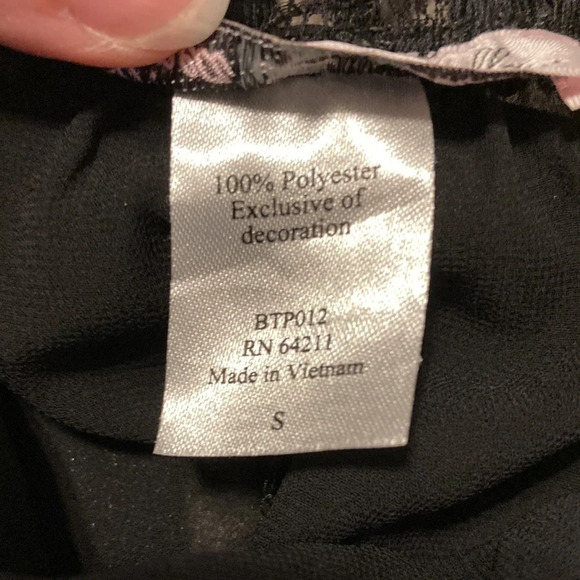 100% Polyester
Exclusive of
decoration
BTP012
RN 64211
Made in Vietnam
S